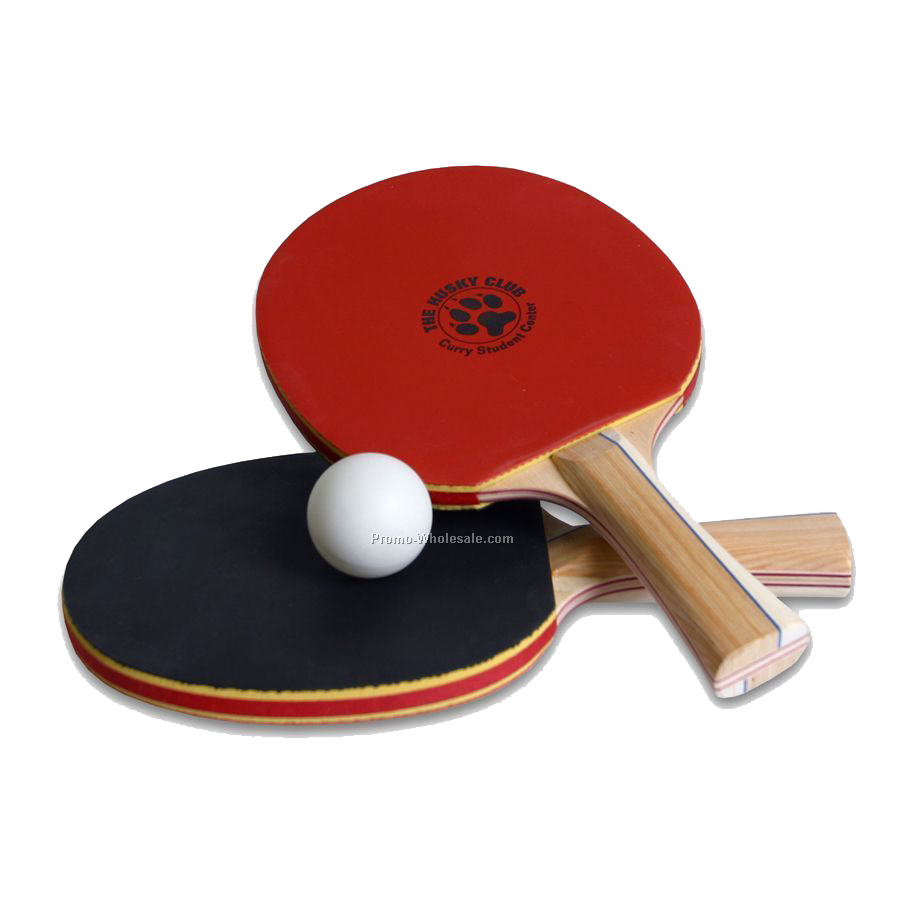 THE HUSKY CLUB
Curry Student Center
Promo-Wholesale.com